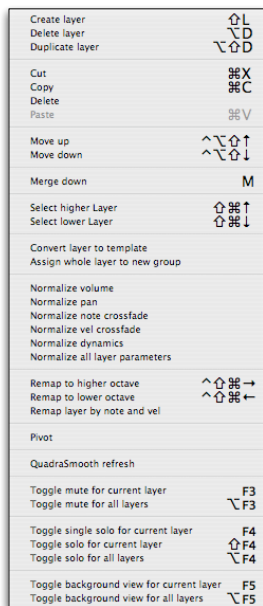 Create layer ⇧L
Delete layer ⌥D
Duplicate layer ⌥⇧D
Cut ⌘X
Copy ⌘C
Delete
Paste ⌘V
Move up ^⌥⇧↑
Move down ^⌥⇧↓
Merge down M
Select higher Layer ⇧⌘↑
Select lower Layer ⇧⌘↓
Convert layer to template
Assign whole layer to new group
Normalize volume
Normalize pan
Normalize note crossfade
Normalize vel crossfade
Normalize dynamics
Normalize all layer parameters
Remap to higher octave ^⇧⌘→
Remap to lower octave ^⇧⌘←
Remap layer by note and vel
Pivot
QuadraSmooth refresh
Toggle mute for current layer F3
Toggle mute for all layers ⌥F3
Toggle single solo for current layer F4
Toggle solo for current layer ⇧F4
Toggle solo for all layers ⌥F4
Toggle background view for current layer F5
Toggle background view for all layers ⌥F5